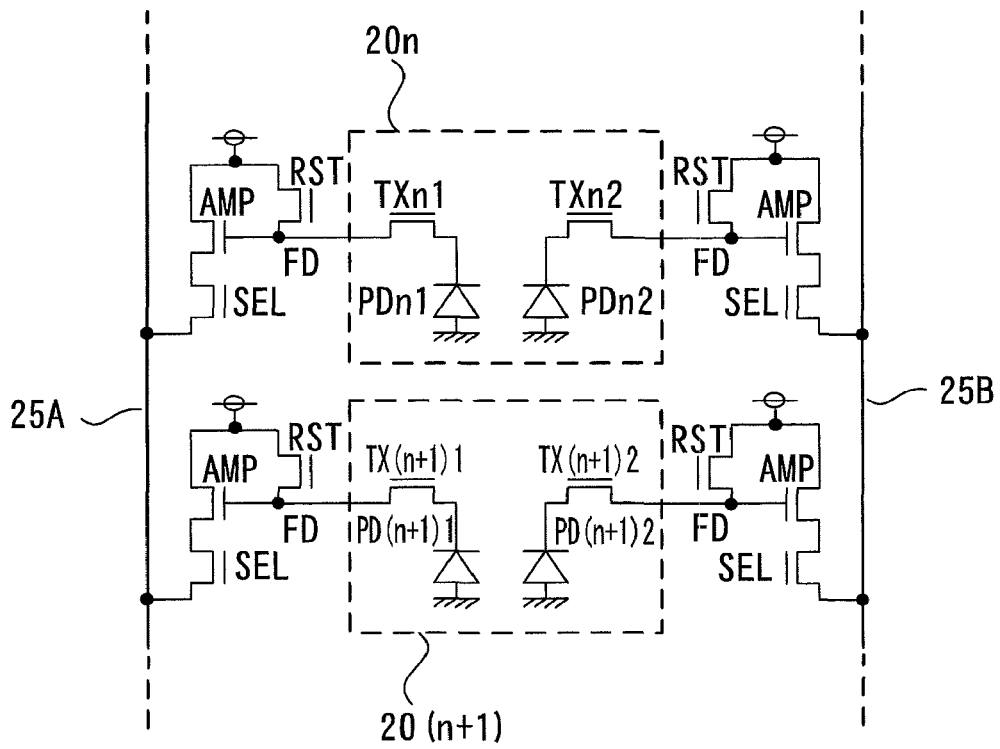 20n
RST
TXn1
TXn2
RST
AMP
AMP
FD
FD
SEL
PDn1
PDn2
SEL
25A
25B
RST
TX(n+1)1
TX(n+1)2
RST
AMP
AMP
FD
PD(n+1)1
PD(n+1)2
FD
SEL
SEL
20(n+1)